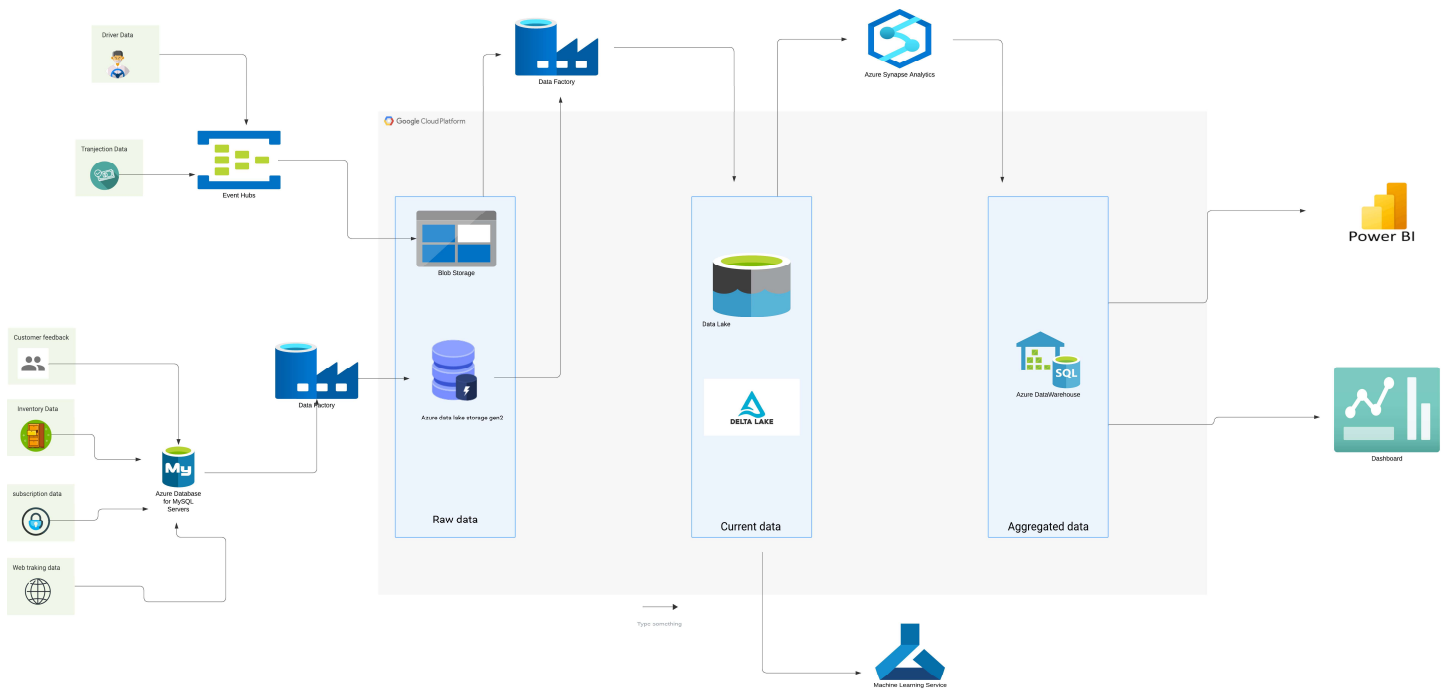 Driver Data
Data Factory
Azure Synapse Analytics
Google Cloud Platform
Tranjection Data
Event Hubs
Blob Storage
Power BI
Data Lake
Customer feedback
Data Factory
Azure data lake storage gen2
DELTA LAKE
SQL
Azure DataWarehouse
Inventory Data
My
Azure Database
for MySQL
Servers
Dashboard
subscription data
Raw data
Current data
Aggregated data
Web traking data
Type something
Machine Learning Service